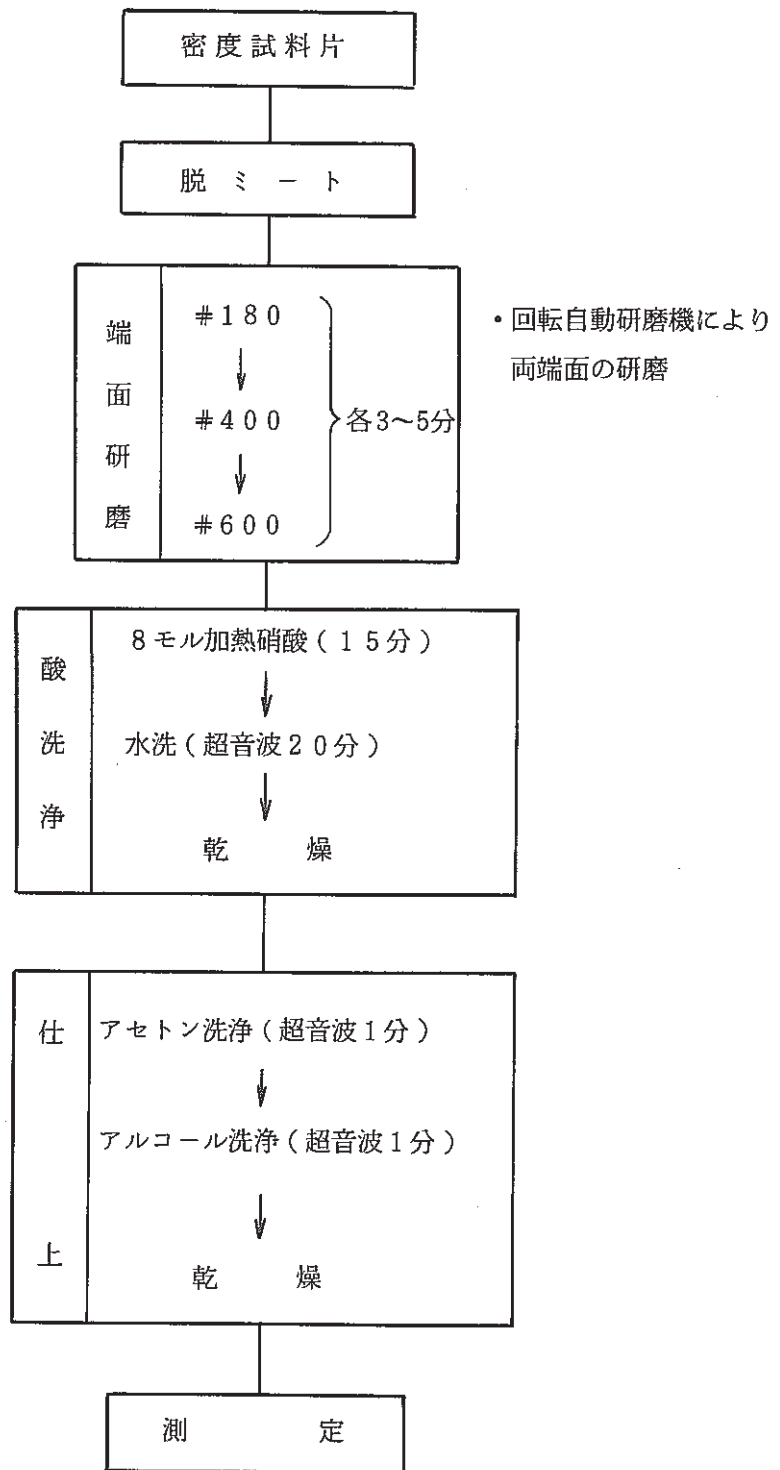 密度試料片
脱ミート
端面研磨
#180
↓
#400
↓
#600
各3~5分
・回転自動研磨機により
両端面の研磨
酸洗浄
8モル加熱硝酸(15分)
↓
水洗(超音波20分)
↓
乾 燥
仕上
アセトン洗浄(超音波1分)
↓
アルコール洗浄(超音波1分)
↓
乾 燥
測 定